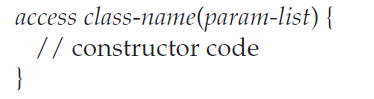 access class-name(param-list) {
// constructor code
}